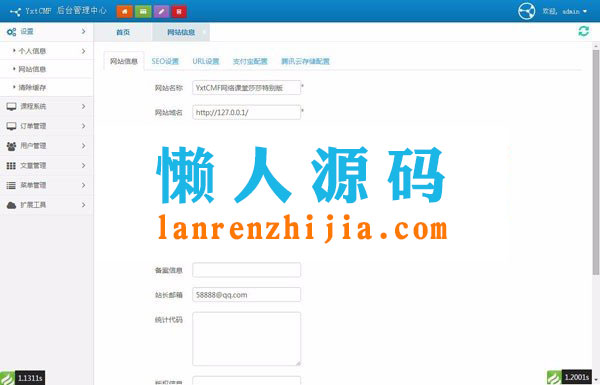 YxtCMF 后台管理中心
欢迎, admin
设置
首页
网站信息
个人信息
网站信息
清除缓存
课程系统
订单管理
用户管理
文章管理
菜单管理
扩展工具
网站信息 SEO设置 URL设置 支付宝配置 腾讯云存储配置
网站名称 YxtCMF网络课堂莎莎特别版 *
网站域名 http://127.0.0.1/ *
懒人源码
lanrenzhijia.com
备案信息
站长邮箱 58888@qq.com
统计代码
版权信息
1.1311s
1.2001s